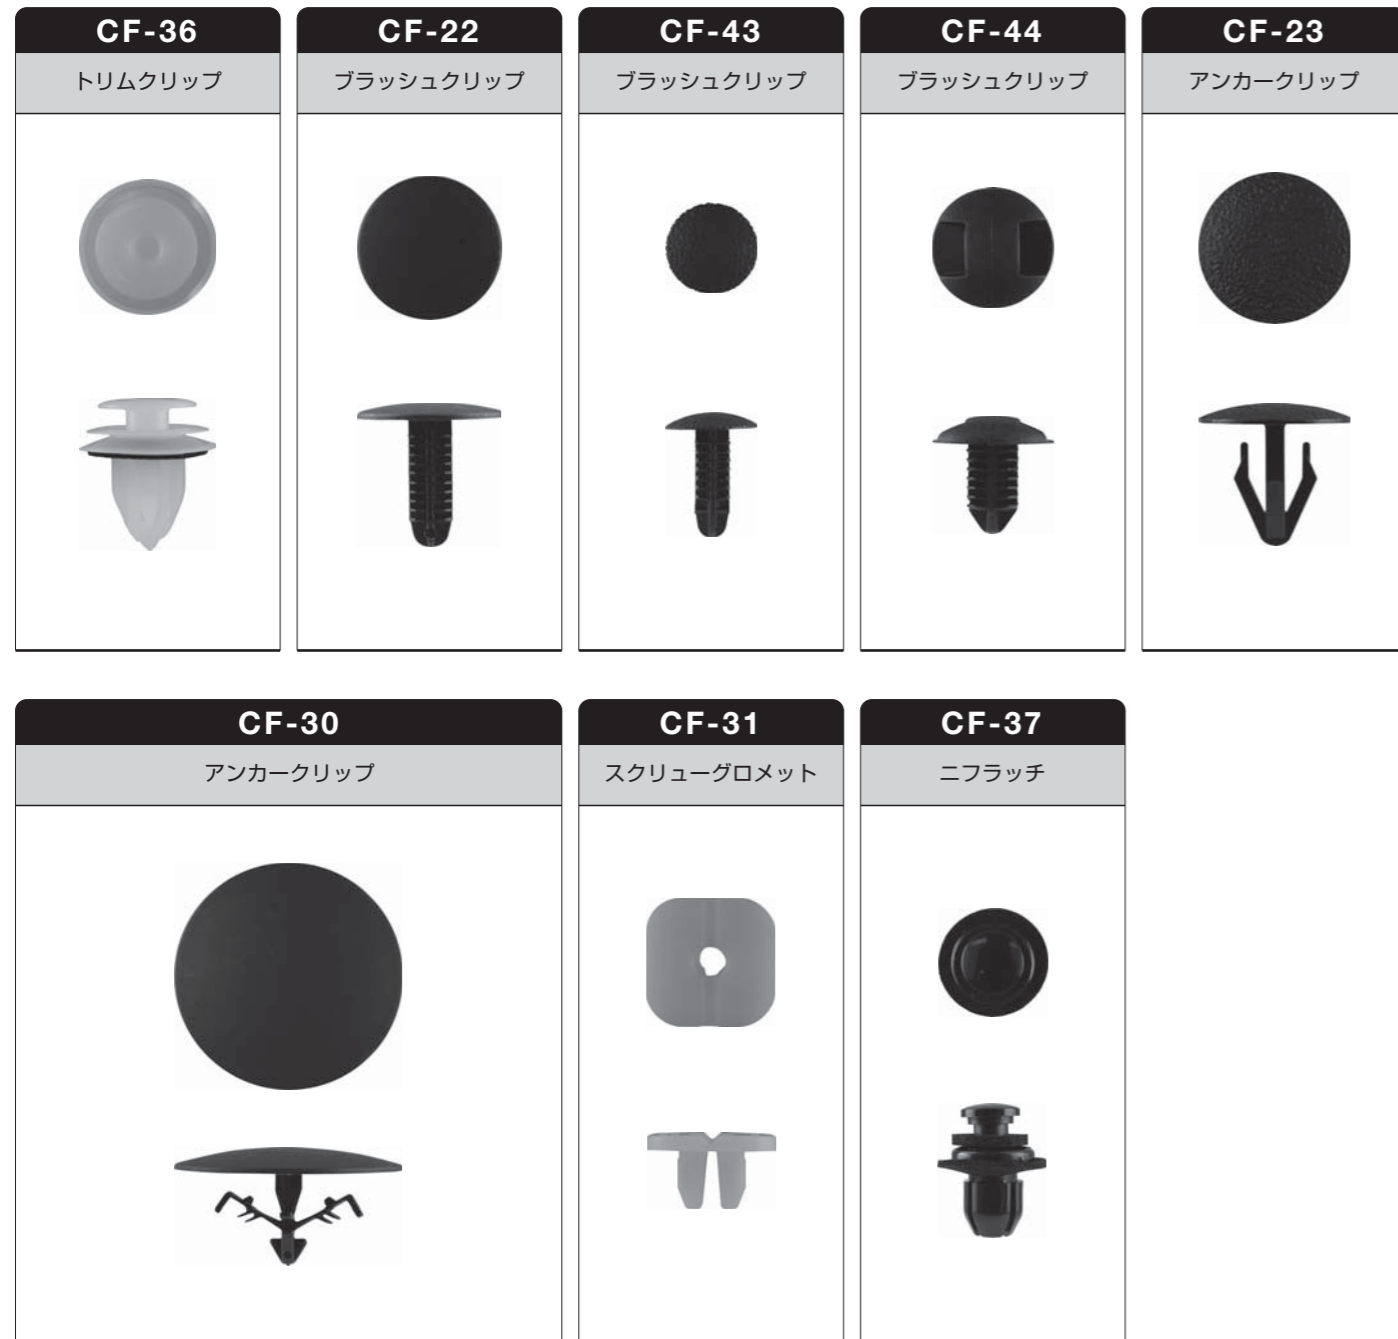 CF-36
トリムクリップ
CF-22
ブラッシュクリップ
CF-43
ブラッシュクリップ
CF-44
ブラッシュクリップ
CF-23
アンカークリップ
CF-30
アンカークリップ
CF-31
スクリューグロメット
CF-37
ニフラッチ